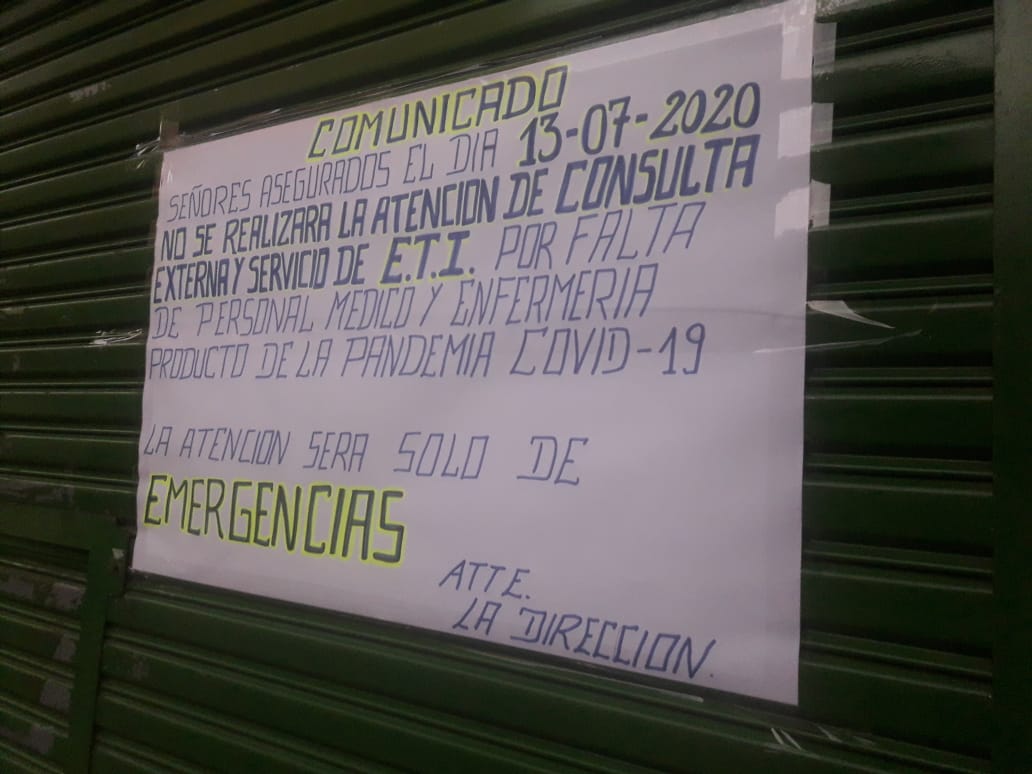 COMUNICADO
SEÑORES ASEGURADOS EL DIA 13-07-2020
NO SE REALIZARA LA ATENCION DE CONSULTA
EXTERNA Y SERVICIO DE E.T.I. POR FALTA
DE PERSONAL MEDICO Y ENFERMERIA
PRODUCTO DE LA PANDEMIA COVID-19
LA ATENCION SERA SOLO DE
EMERGENCIAS
ATTE.
LA DIRECCION.